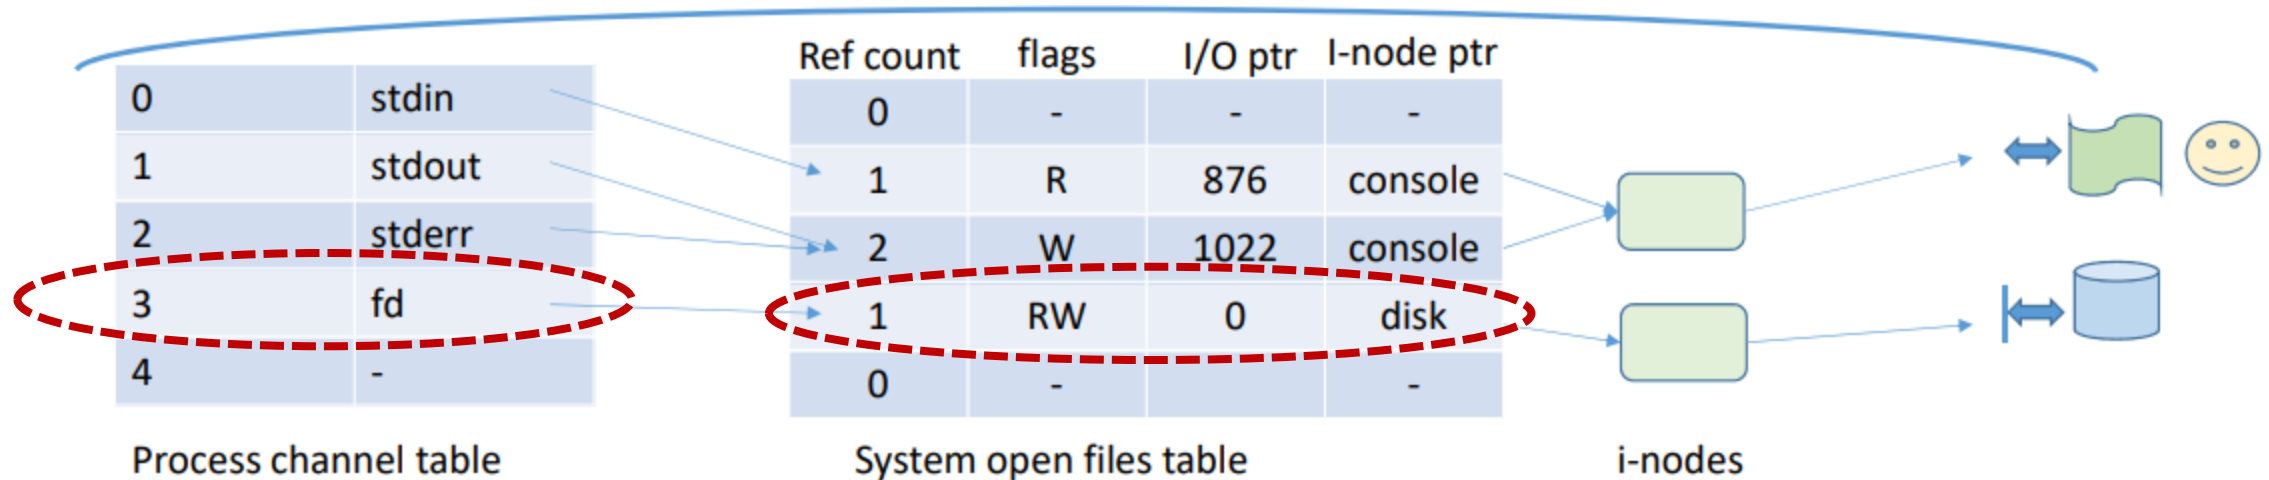 Ref count flags I/O ptr I-node ptr
0 stdin
0 - - -
1 stdout
1 R 876 console
2 stderr
2 W 1022 console
3 fd
1 RW 0 disk
4 -
0 - -
Process channel table
System open files table
i-nodes